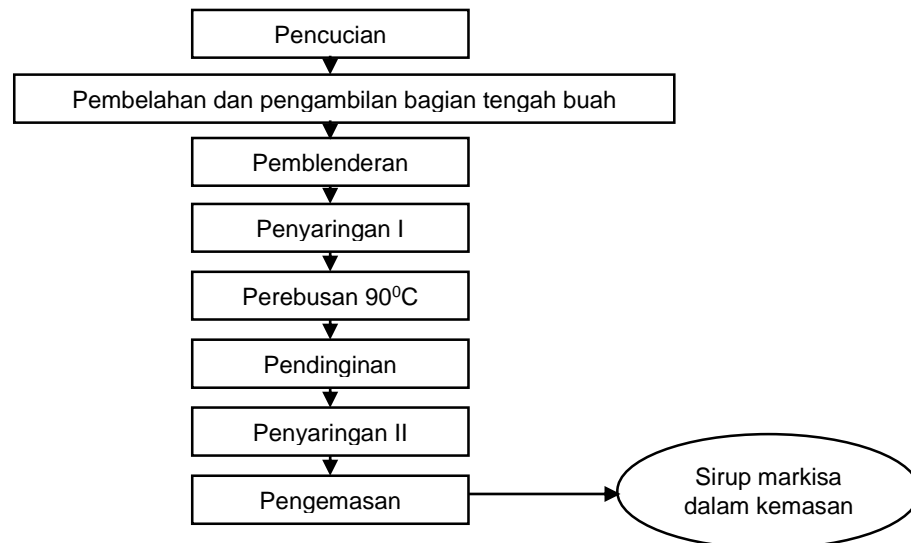 Pencucian
Pembelahan dan pengambilan bagian tengah buah
Pemblenderan
Penyaringan I
Perebusan 90⁰C
Pendinginan
Penyaringan II
Pengemasan
Sirup markisa
dalam kemasan